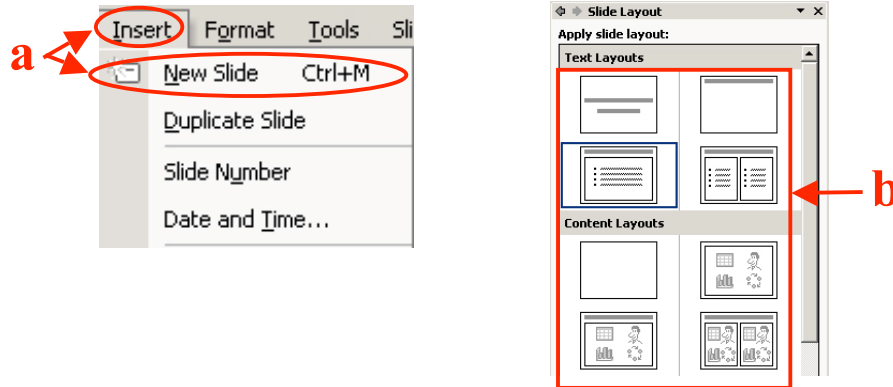 Insert Format Tools Sli
a
New Slide Ctrl+M
Duplicate Slide
Slide Number
Date and Time...
Slide Layout
Apply slide layout:
Text Layouts
b
Content Layouts